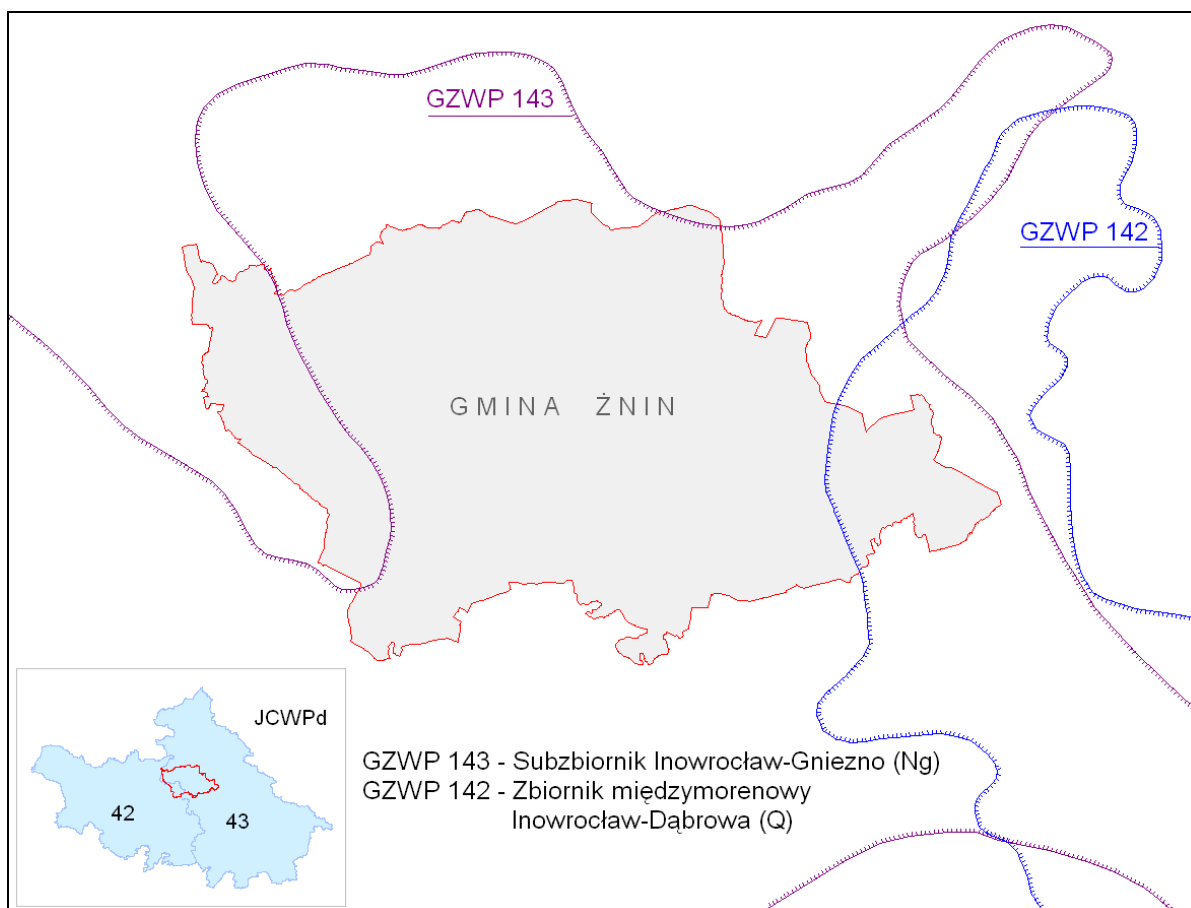 GZWP 143
GZWP 142
GMINA ŻNIN
JCWPd
42
43
GZWP 143 - Subzbiornik Inowrocław-Gniezno (Ng)
GZWP 142 - Zbiornik międzymorenowy
Inowrocław-Dąbrowa (Q)